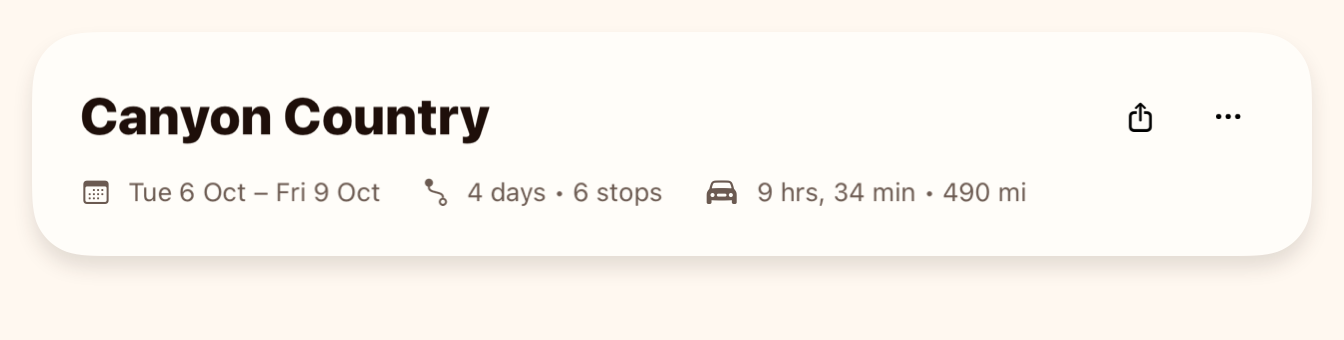 Canyon Country
Tue 6 Oct – Fri 9 Oct 4 days • 6 stops 9 hrs, 34 min • 490 mi